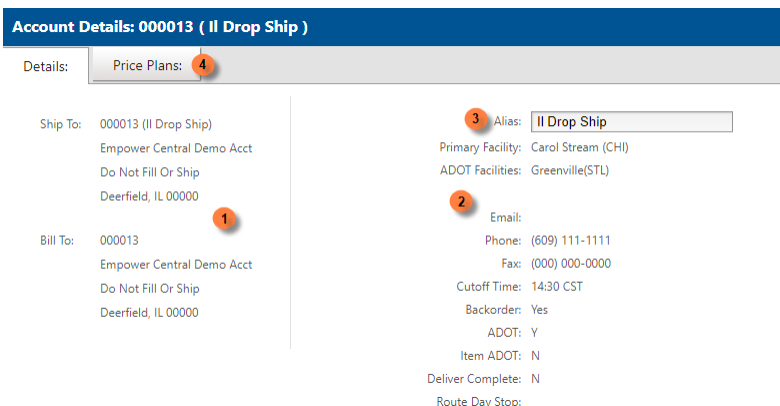 Account Details: 000013 ( Il Drop Ship )
Details:
Price Plans: 4
Ship To: 000013 (Il Drop Ship)
Empower Central Demo Acct
Do Not Fill Or Ship
Deerfield, IL 00000
1
Bill To: 000013
Empower Central Demo Acct
Do Not Fill Or Ship
Deerfield, IL 00000
3 Alias: Il Drop Ship
Primary Facility: Carol Stream (CHI)
ADOT Facilities: Greenville(STL)
2
Email:
Phone: (609) 111-1111
Fax: (000) 000-0000
Cutoff Time: 14:30 CST
Backorder: Yes
ADOT: Y
Item ADOT: N
Deliver Complete: N
Route Day Stop: